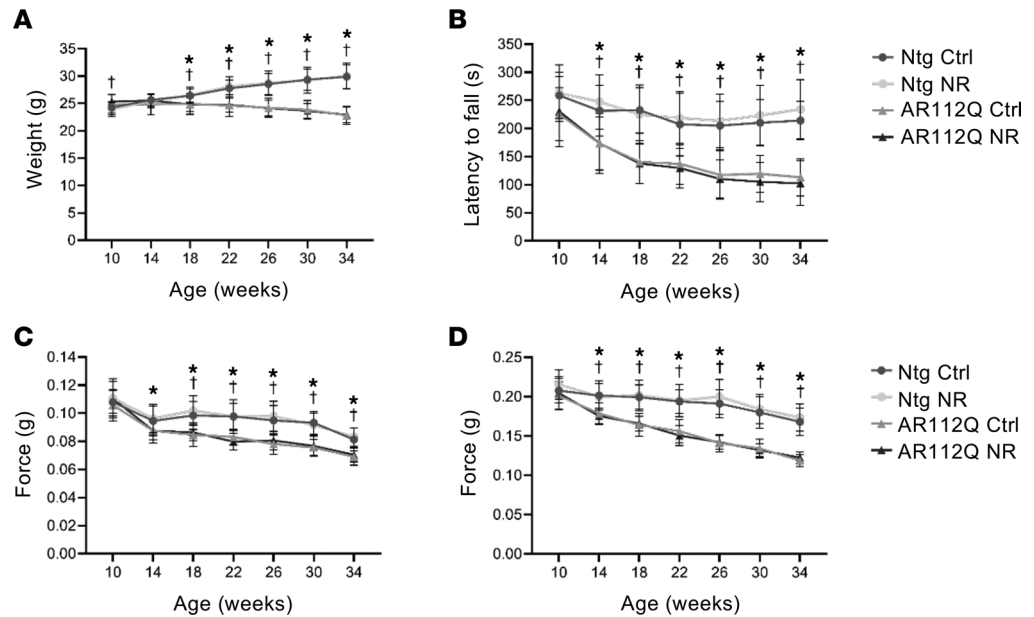 A
Weight (g)
35
30
25
20
15
10
5
0
† * † * † * † * † * †
10 14 18 22 26 30 34
Age (weeks)
B
Latency to fall (s)
350
300
250
200
150
100
50
0
* † * † * † * † * † * †
10 14 18 22 26 30 34
Age (weeks)
Ntg Ctrl
Ntg NR
AR112Q Ctrl
AR112Q NR
C
Force (g)
0.14
0.12
0.10
0.08
0.06
0.04
0.02
0.00
* * † * † * † * † * †
10 14 18 22 26 30 34
Age (weeks)
D
Force (g)
0.25
0.20
0.15
0.10
0.05
0.00
* † * † * † * † * † * †
10 14 18 22 26 30 34
Age (weeks)
Ntg Ctrl
Ntg NR
AR112Q Ctrl
AR112Q NR